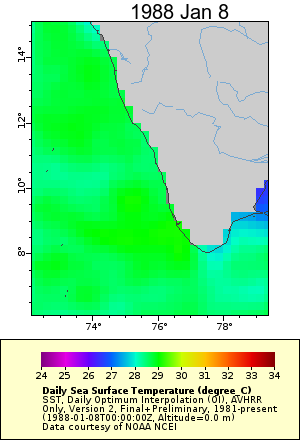 1988 Jan 8
14°
12°
10°
8°
74° 76° 78°
24 25 26 27 28 29 30 31 32 33 34
Daily Sea Surface Temperature (degree_C)
SST, Daily Optimum Interpolation (OI), AVHRR
Only, Version 2, Final+Preliminary, 1981-present
(1988-01-08T00:00:00Z, Altitude=0.0 m)
Data courtesy of NOAA NCEI